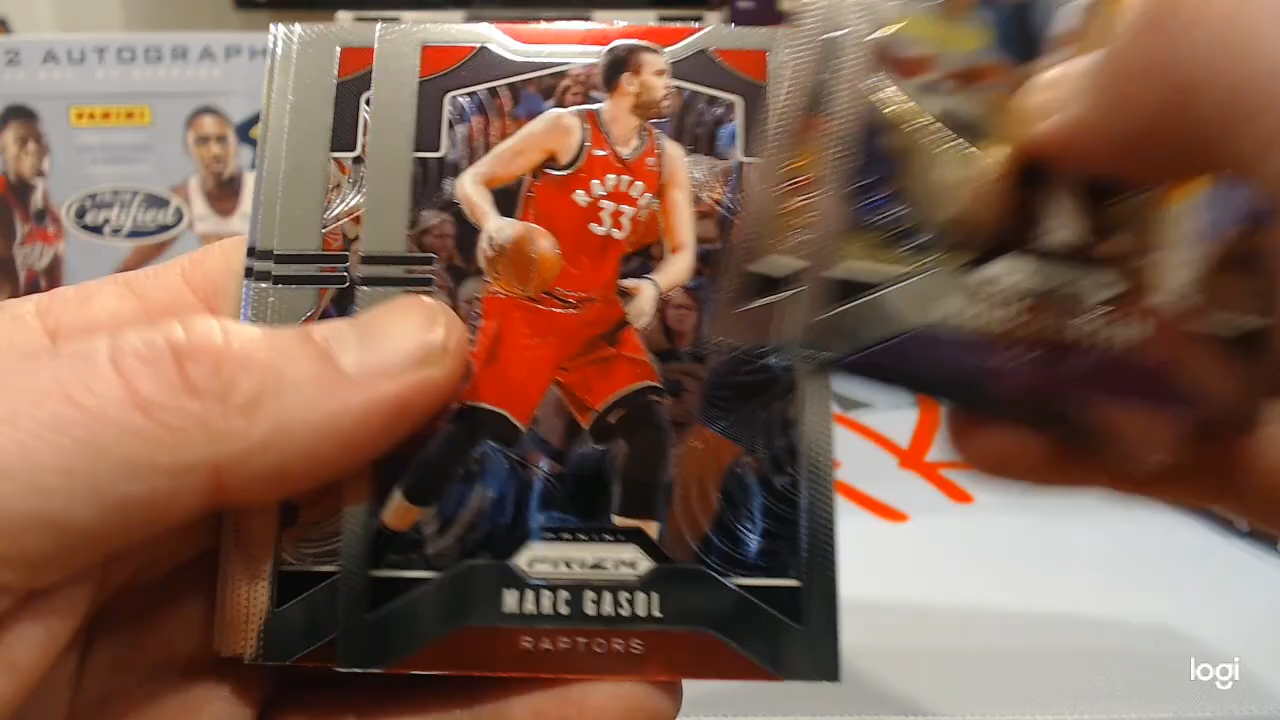 2 AUTOGRAPH
PANINI
Certified
RAPTORS
33
PANINI
PRIZM
MARC GASOL
RAPTORS
logi